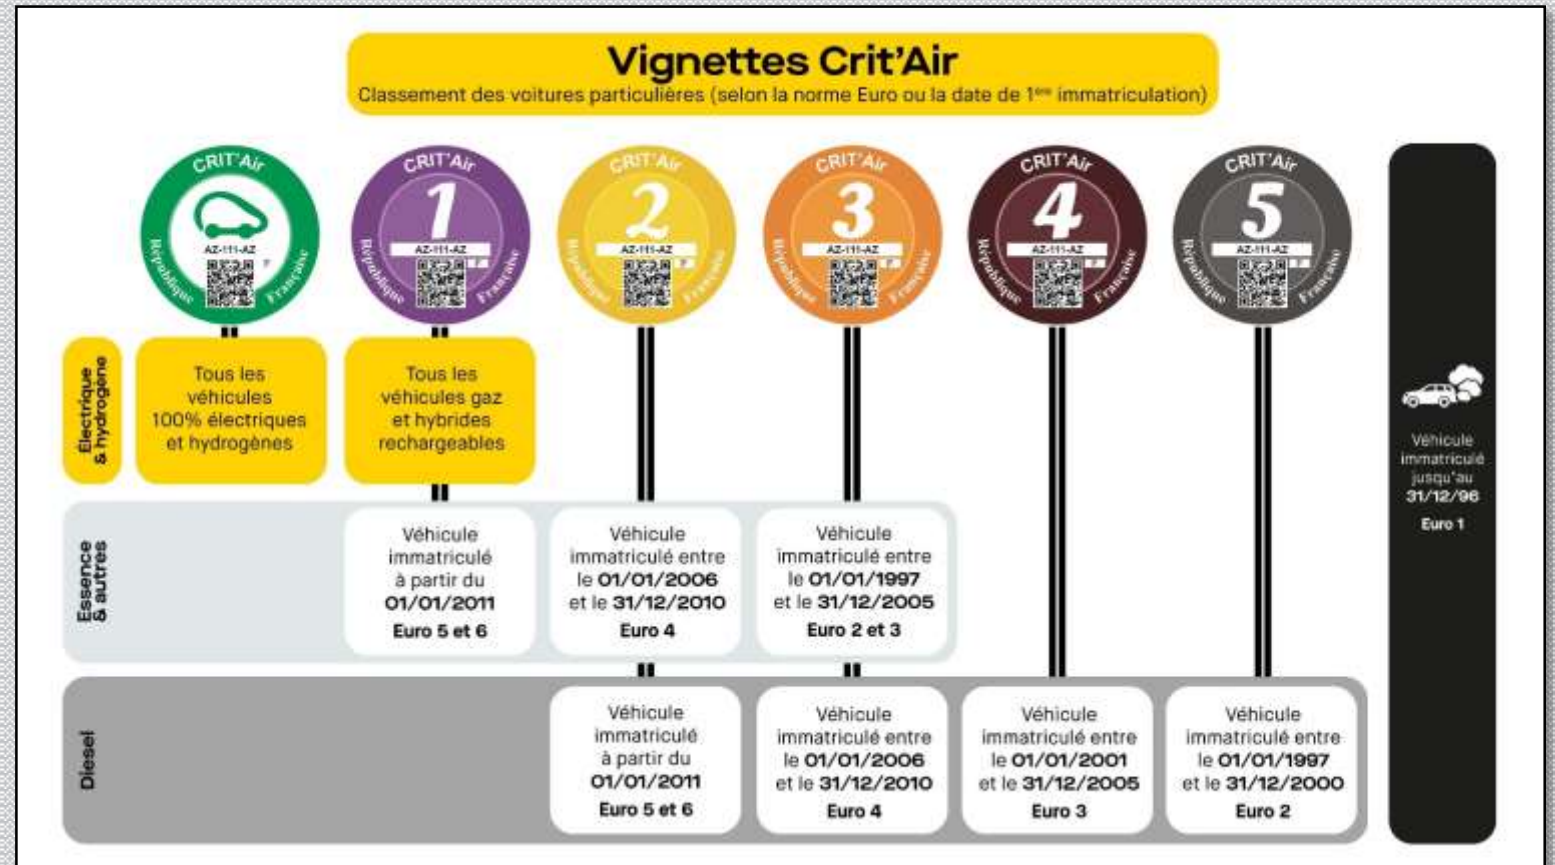 Vignettes Crit'Air
Classement des voitures particulières (selon la norme Euro ou la date de 1ère immatriculation)
CRIT'Air
AZ-111-AZ
République Française
CRIT'Air
1
AZ-111-AZ
République Française
CRIT'Air
2
AZ-111-AZ
République Française
CRIT'Air
3
AZ-111-AZ
République Française
CRIT'Air
4
AZ-111-AZ
République Française
CRIT'Air
5
AZ-111-AZ
République Française
Électrique
& hydrogène
Tous les
véhicules
100% électriques
et hydrogènes
Tous les
véhicules gaz
et hybrides
rechargeables
Essence
& autres
Véhicule
immatriculé
à partir du
01/01/2011
Euro 5 et 6
Véhicule
immatriculé entre
le 01/01/2006
et le 31/12/2010
Euro 4
Véhicule
immatriculé entre
le 01/01/1997
et le 31/12/2005
Euro 2 et 3
Diesel
Véhicule
immatriculé
à partir du
01/01/2011
Euro 5 et 6
Véhicule
immatriculé entre
le 01/01/2006
et le 31/12/2010
Euro 4
Véhicule
immatriculé entre
le 01/01/2001
et le 31/12/2005
Euro 3
Véhicule
immatriculé entre
le 01/01/1997
et le 31/12/2000
Euro 2
Véhicule
immatriculé
jusqu'au
31/12/96
Euro 1